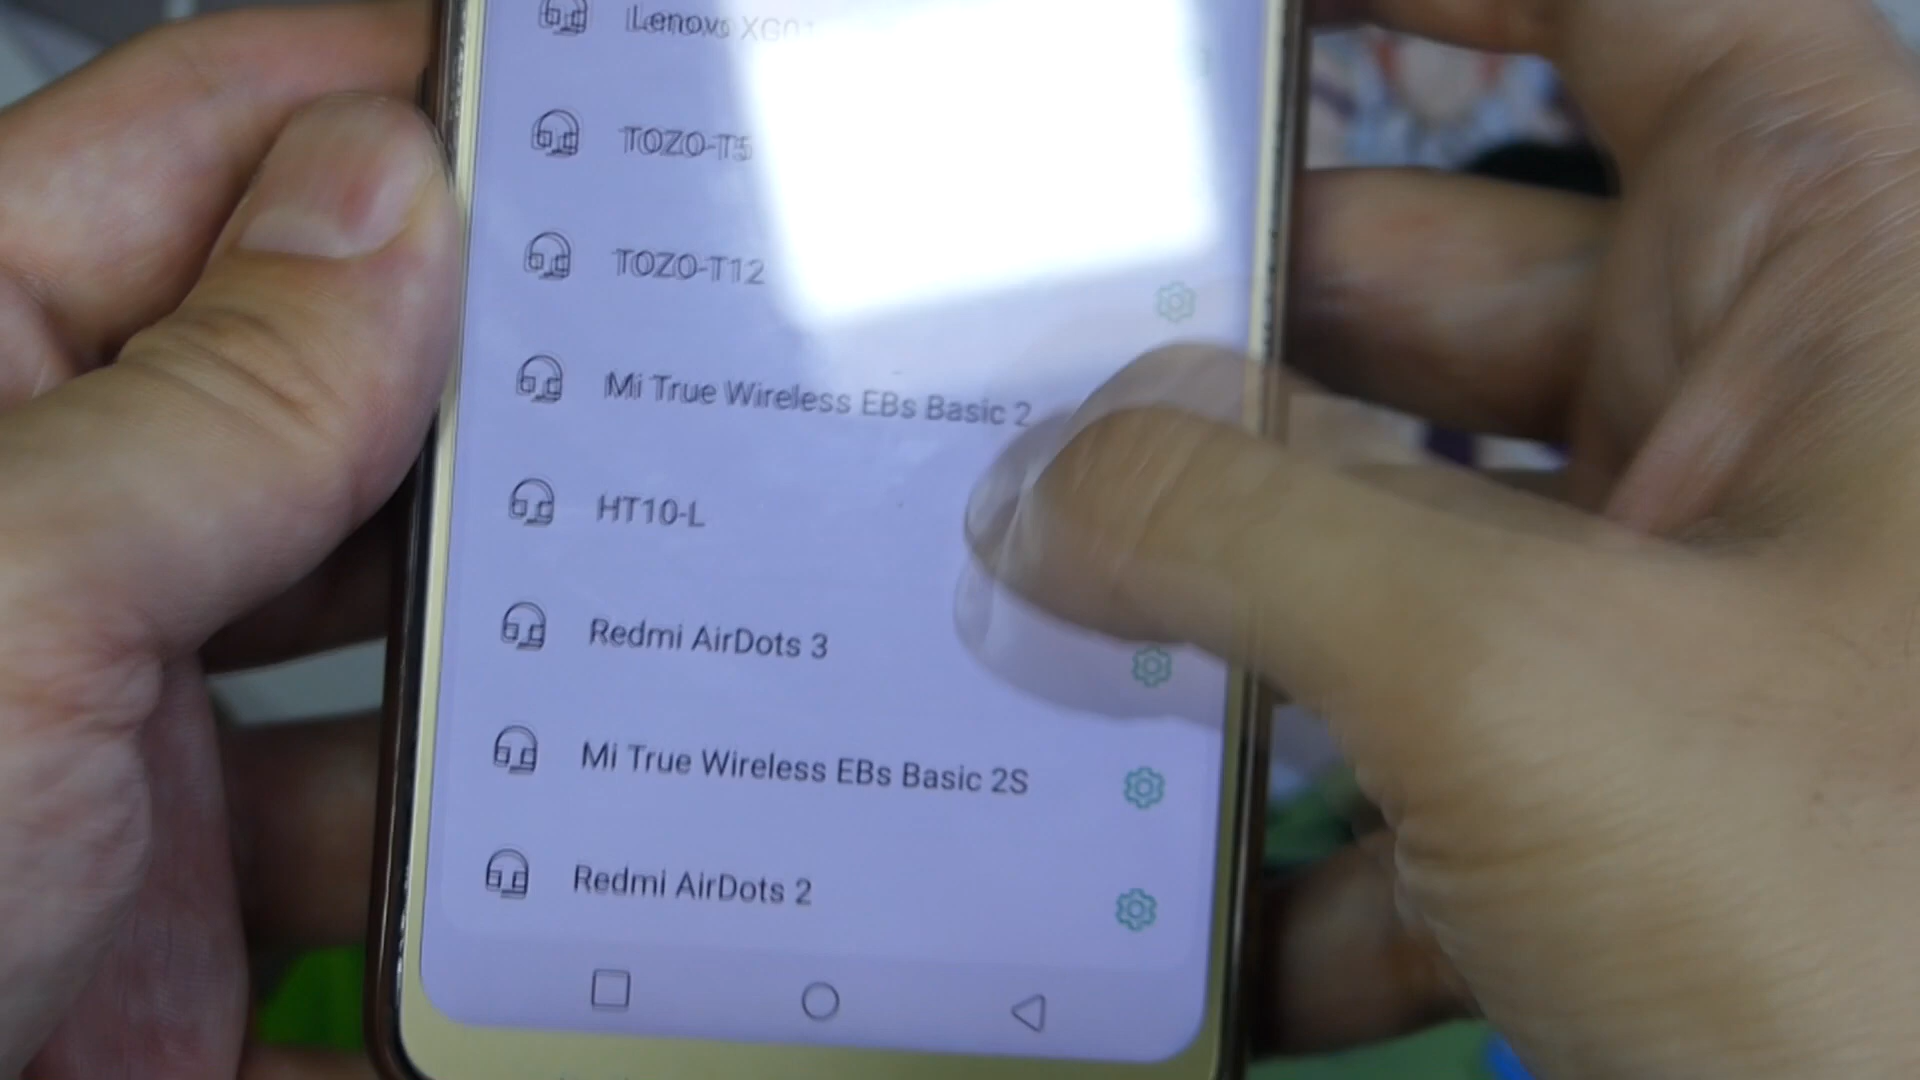 Lenovo XG01
TOZO-T5
TOZO-T12
Mi True Wireless EBs Basic 2
HT10-L
Redmi AirDots 3
Mi True Wireless EBs Basic 2S
Redmi AirDots 2